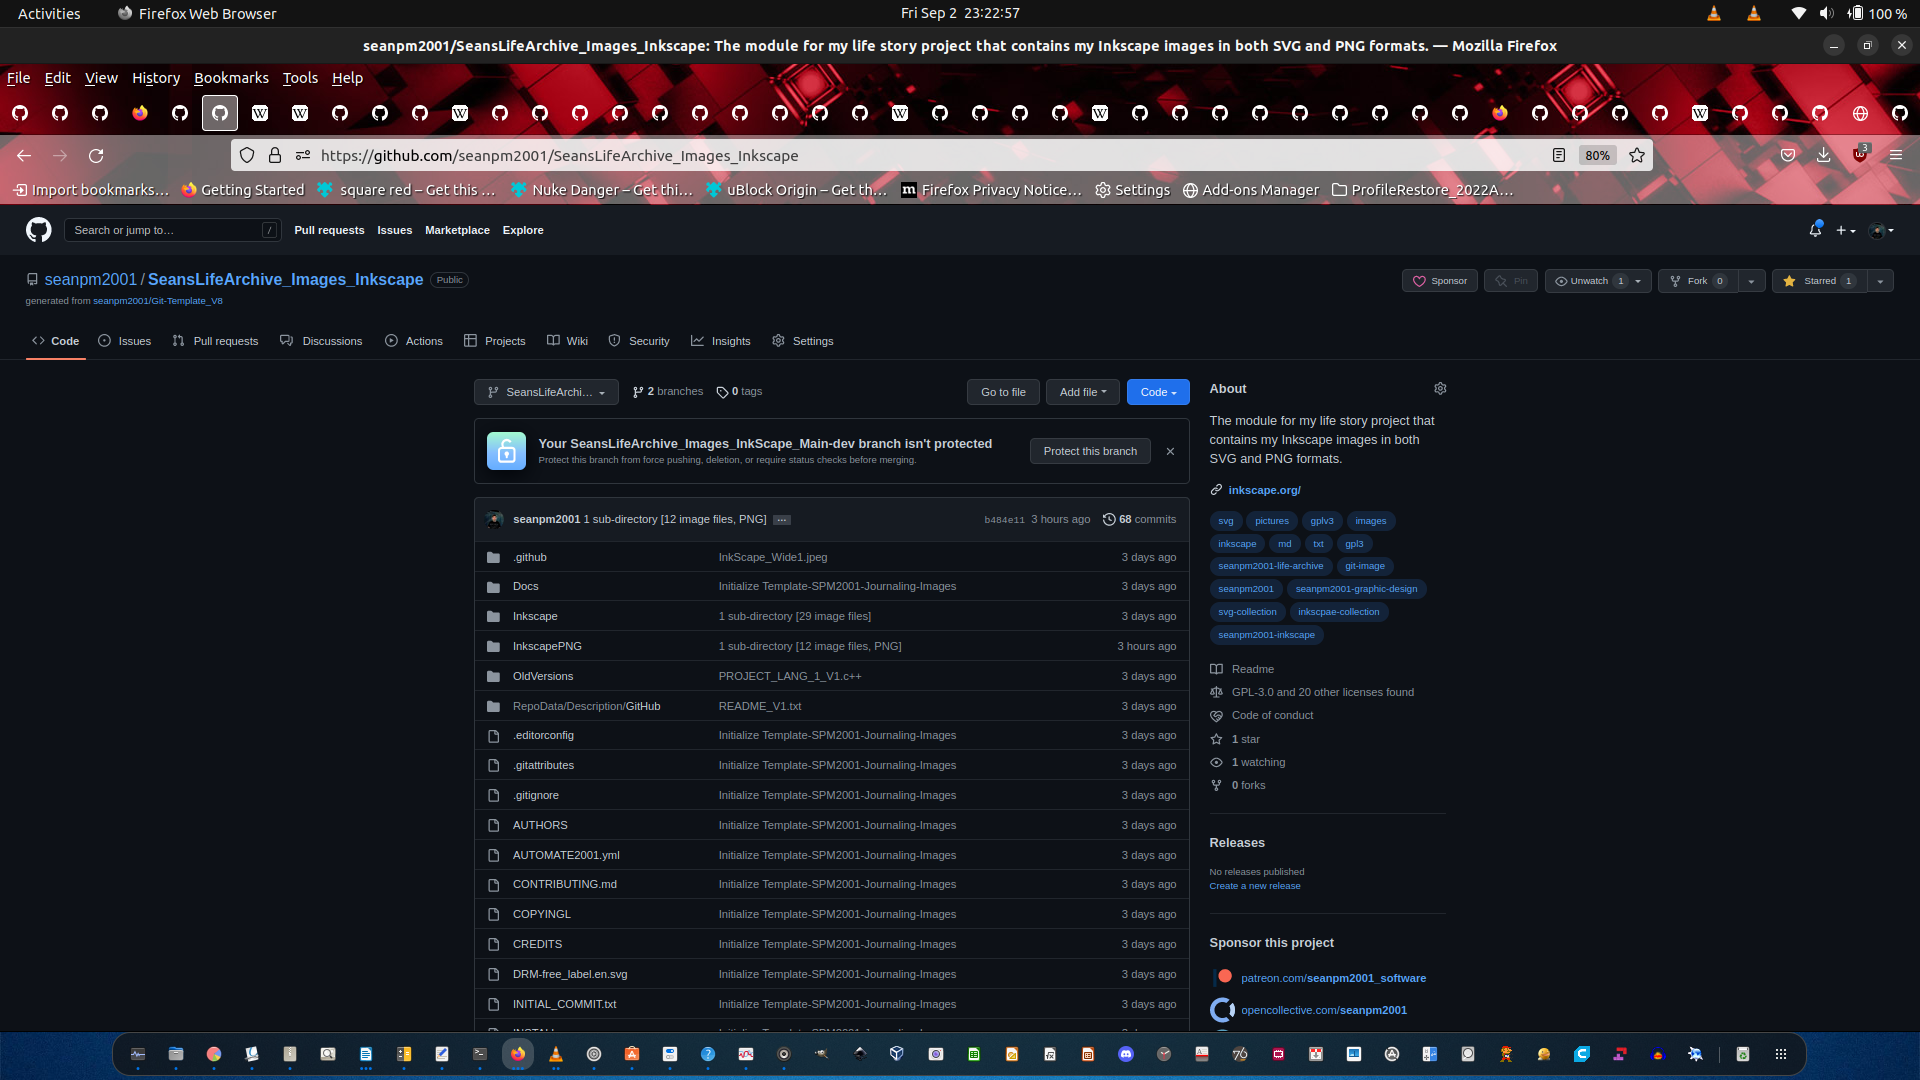 Activities
Firefox Web Browser
Fri Sep 2  23:22:57
100 %
seanpm2001/SeansLifeArchive_Images_Inkscape: The module for my life story project that contains my Inkscape images in both SVG and PNG formats. — Mozilla Firefox
File Edit View History Bookmarks Tools Help
https://github.com/seanpm2001/SeansLifeArchive_Images_Inkscape
80%
3
Import bookmarks…
Getting Started
square red – Get this …
Nuke Danger – Get thi…
uBlock Origin – Get th…
Firefox Privacy Notice…
Settings
Add-ons Manager
ProfileRestore_2022A…
Search or jump to…
/
Pull requests Issues Marketplace Explore
seanpm2001 / SeansLifeArchive_Images_Inkscape Public
generated from seanpm2001/Git-Template_V8
Sponsor
Pin
Unwatch 1
Fork 0
Starred 1
Code
Issues
Pull requests
Discussions
Actions
Projects
Wiki
Security
Insights
Settings
SeansLifeArchi…
2 branches
0 tags
Go to file
Add file
Code
Your SeansLifeArchive_Images_InkScape_Main-dev branch isn't protected
Protect this branch from force pushing, deletion, or require status checks before merging.
Protect this branch
seanpm2001 1 sub-directory [12 image files, PNG] …
b484e11 3 hours ago 68 commits
.github InkScape_Wide1.jpeg 3 days ago
Docs Initialize Template-SPM2001-Journaling-Images 3 days ago
Inkscape 1 sub-directory [29 image files] 3 days ago
InkscapePNG 1 sub-directory [12 image files, PNG] 3 hours ago
OldVersions PROJECT_LANG_1_V1.c++ 3 days ago
RepoData/Description/GitHub README_V1.txt 3 days ago
.editorconfig Initialize Template-SPM2001-Journaling-Images 3 days ago
.gitattributes Initialize Template-SPM2001-Journaling-Images 3 days ago
.gitignore Initialize Template-SPM2001-Journaling-Images 3 days ago
AUTHORS Initialize Template-SPM2001-Journaling-Images 3 days ago
AUTOMATE2001.yml Initialize Template-SPM2001-Journaling-Images 3 days ago
CONTRIBUTING.md Initialize Template-SPM2001-Journaling-Images 3 days ago
COPYINGL Initialize Template-SPM2001-Journaling-Images 3 days ago
CREDITS Initialize Template-SPM2001-Journaling-Images 3 days ago
DRM-free_label.en.svg Initialize Template-SPM2001-Journaling-Images 3 days ago
INITIAL_COMMIT.txt Initialize Template-SPM2001-Journaling-Images 3 days ago
About
The module for my life story project that
contains my Inkscape images in both
SVG and PNG formats.
inkscape.org/
svg pictures gplv3 images
inkscape md txt gpl3
seanpm2001-life-archive git-image
seanpm2001 seanpm2001-graphic-design
svg-collection inkscpae-collection
seanpm2001-inkscape
Readme
GPL-3.0 and 20 other licenses found
Code of conduct
1 star
1 watching
0 forks
Releases
No releases published
Create a new release
Sponsor this project
patreon.com/seanpm2001_software
opencollective.com/seanpm2001